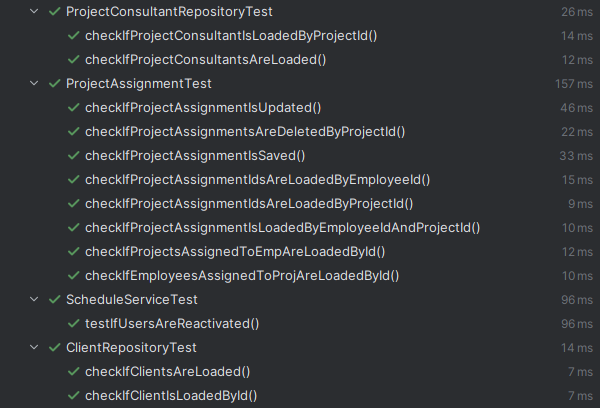 ProjectConsultantRepositoryTest 26 ms
checkIfProjectConsultantIsLoadedByProjectId() 14 ms
checkIfProjectConsultantsAreLoaded() 12 ms
ProjectAssignmentTest 157 ms
checkIfProjectAssignmentIsUpdated() 46 ms
checkIfProjectAssignmentsAreDeletedByProjectId() 22 ms
checkIfProjectAssignmentIsSaved() 33 ms
checkIfProjectAssignmentIdsAreLoadedByEmployeeId() 15 ms
checkIfProjectAssignmentIdsAreLoadedByProjectId() 9 ms
checkIfProjectAssignmentIsLoadedByEmployeeIdAndProjectId() 10 ms
checkIfProjectsAssignedToEmpAreLoadedById() 12 ms
checkIfEmployeesAssignedToProjAreLoadedById() 10 ms
ScheduleServiceTest 96 ms
testIfUsersAreReactivated() 96 ms
ClientRepositoryTest 14 ms
checkIfClientsAreLoaded() 7 ms
checkIfClientIsLoadedById() 7 ms